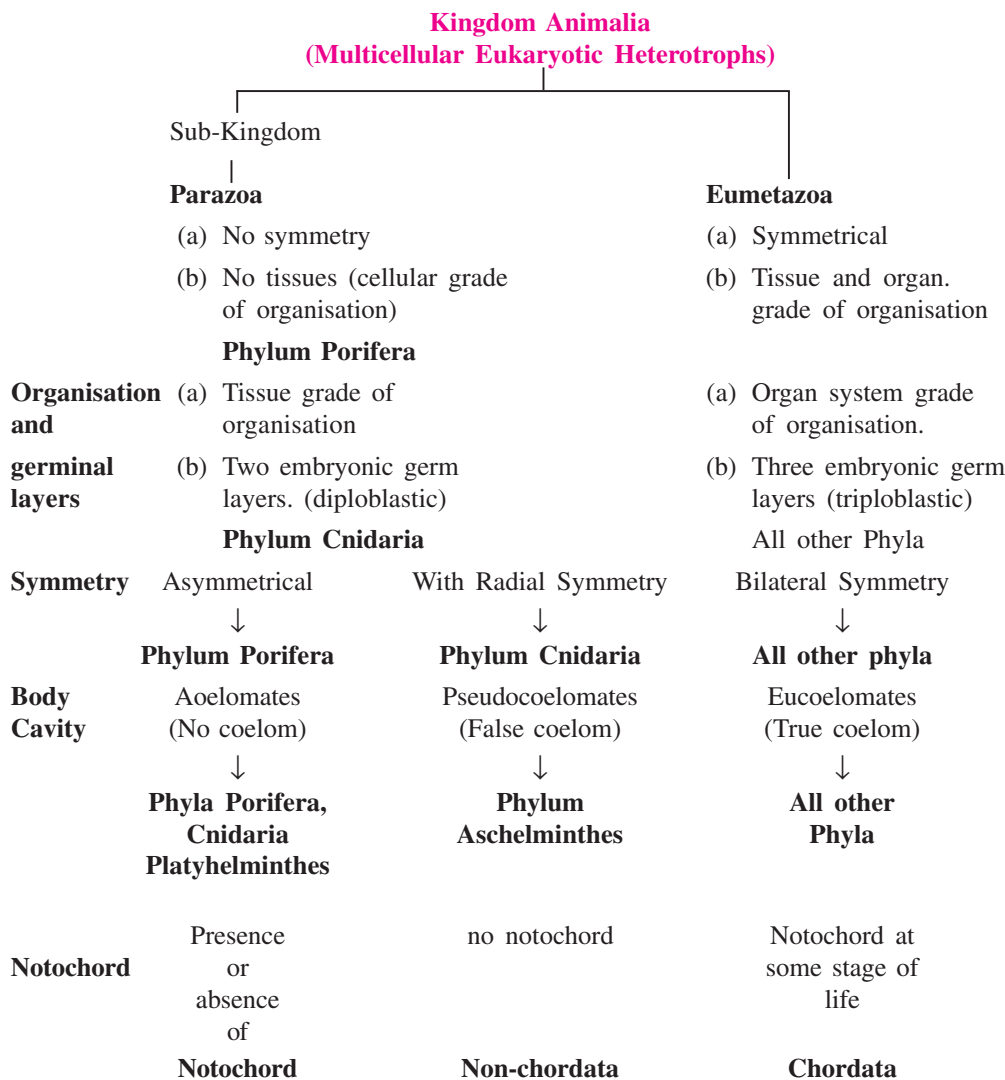 Kingdom Animalia
(Multicellular Eukaryotic Heterotrophs)
Sub-Kingdom
Parazoa Eumetazoa
(a) No symmetry (a) Symmetrical
(b) No tissues (cellular grade (b) Tissue and organ.
of organisation) grade of organisation
Phylum Porifera
Organisation (a) Tissue grade of (a) Organ system grade
and organisation of organisation.
germinal (b) Two embryonic germ (b) Three embryonic germ
layers layers. (diploblastic) layers (triploblastic)
Phylum Cnidaria All other Phyla
Symmetry Asymmetrical With Radial Symmetry Bilateral Symmetry
↓ ↓ ↓
Phylum Porifera Phylum Cnidaria All other phyla
Body Aoelomates Pseudocoelomates Eucoelomates
Cavity (No coelom) (False coelom) (True coelom)
↓ ↓ ↓
Phyla Porifera, Phylum All other
Cnidaria Aschelminthes Phyla
Platyhelminthes
Presence no notochord Notochord at
Notochord or some stage of
absence life
of
Notochord Non-chordata Chordata